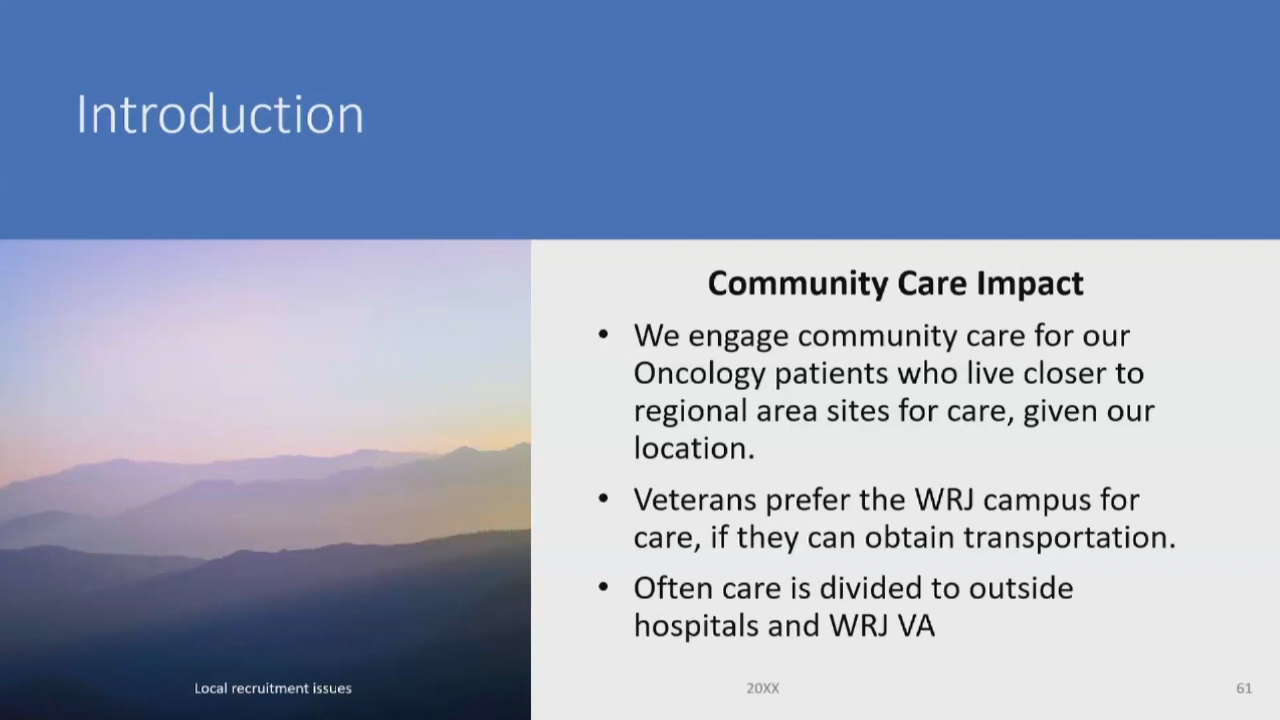 Introduction
Community Care Impact
• We engage community care for our
Oncology patients who live closer to
regional area sites for care, given our
location.
• Veterans prefer the WRJ campus for
care, if they can obtain transportation.
• Often care is divided to outside
hospitals and WRJ VA
Local recruitment issues
20XX
61